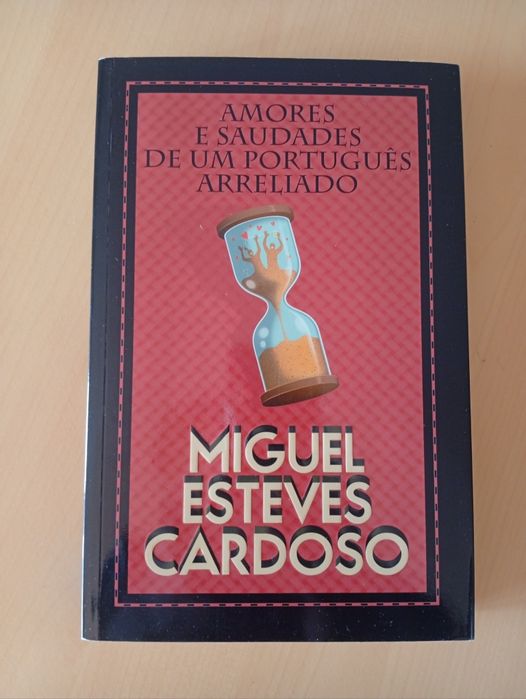 AMORES
E SAUDADES
DE UM PORTUGUÊS
ARRELIADO
MIGUEL
ESTEVES
CARDOSO